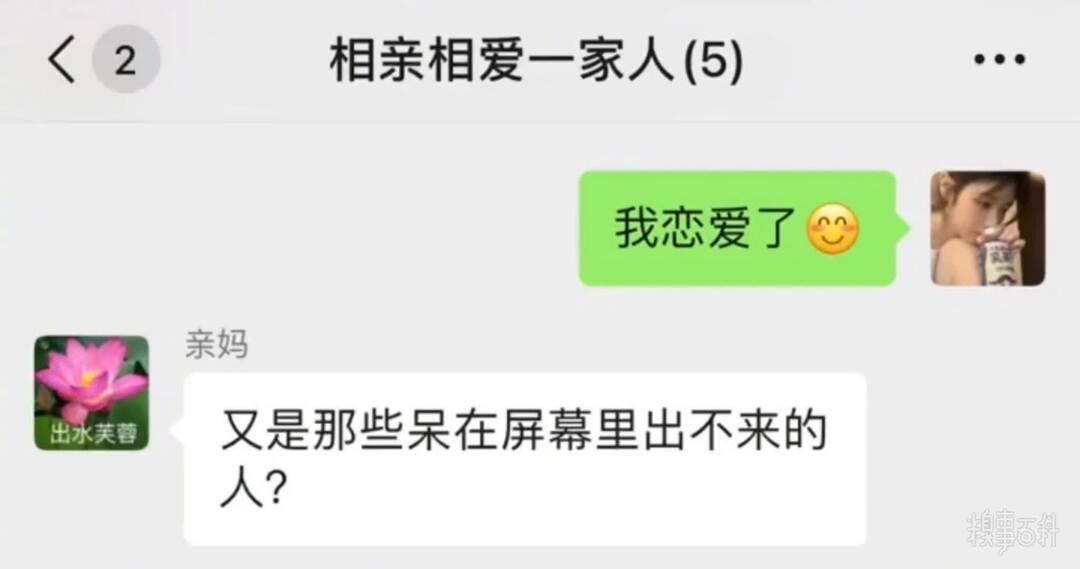 2
相亲相爱一家人(5)
我恋爱了😊
亲妈
出水芙蓉
又是那些呆在屏幕里出不来的
人?
糗事百科